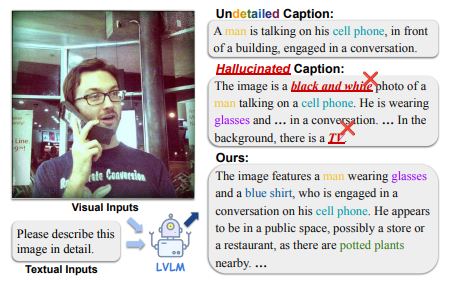 Undetailed Caption:
A man is talking on his cell phone, in front
of a building, engaged in a conversation.
Hallucinated Caption:
The image is a black and white photo of a
man talking on a cell phone. He is wearing
glasses and ... in a conversation. ... In the
background, there is a TV.
Ours:
The image features a man wearing glasses
and a blue shirt, who is engaged in a
conversation on his cell phone. He appears
to be in a public space, possibly a store or
a restaurant, as there are potted plants
nearby. ...
Line
Conversion
Visual Inputs
Please describe this
image in detail.
Textual Inputs
LVLM